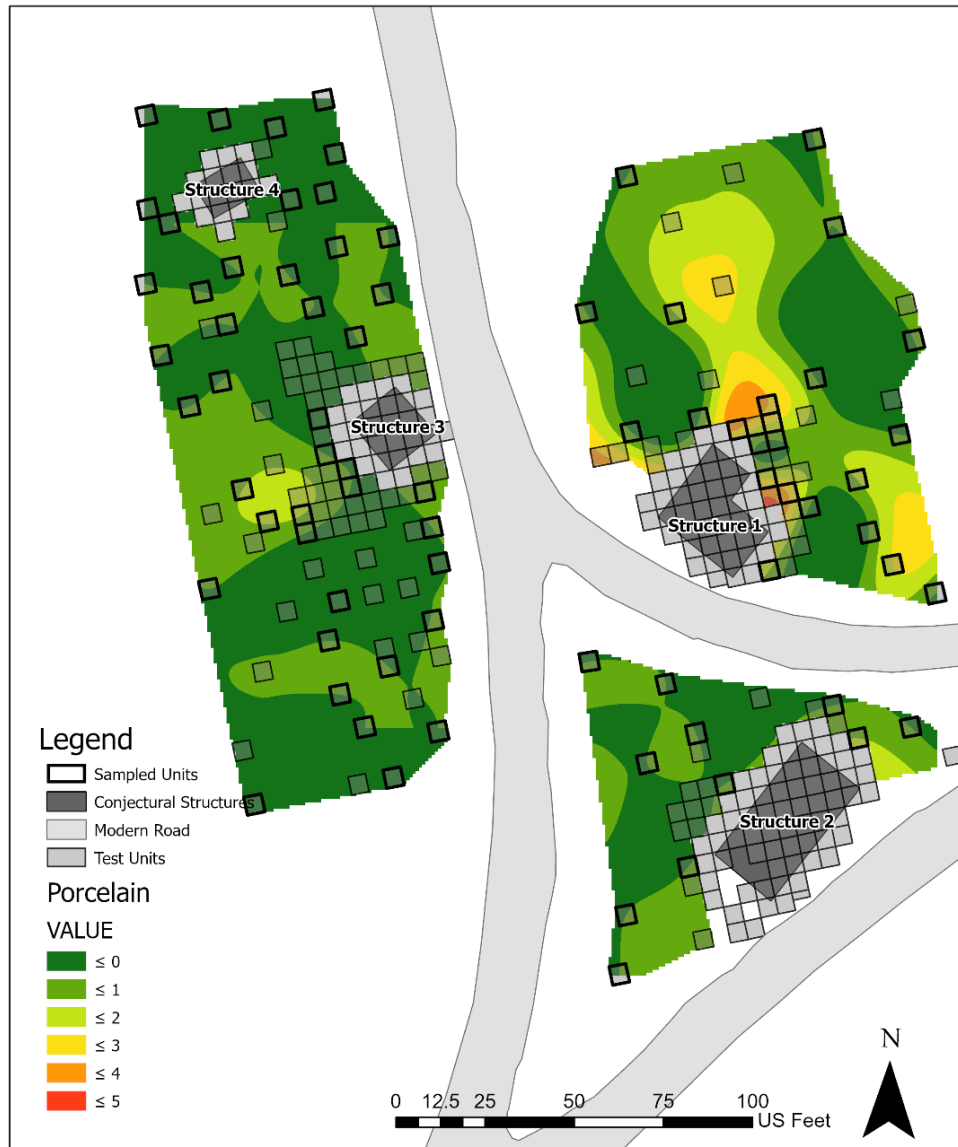 Structure 4
Structure 3
Structure 1
Structure 2
Legend
Sampled Units
Conjectural Structures
Modern Road
Test Units
Porcelain
VALUE
≤ 0
≤ 1
≤ 2
≤ 3
≤ 4
≤ 5
N
0 12.5 25 50 75 100
US Feet